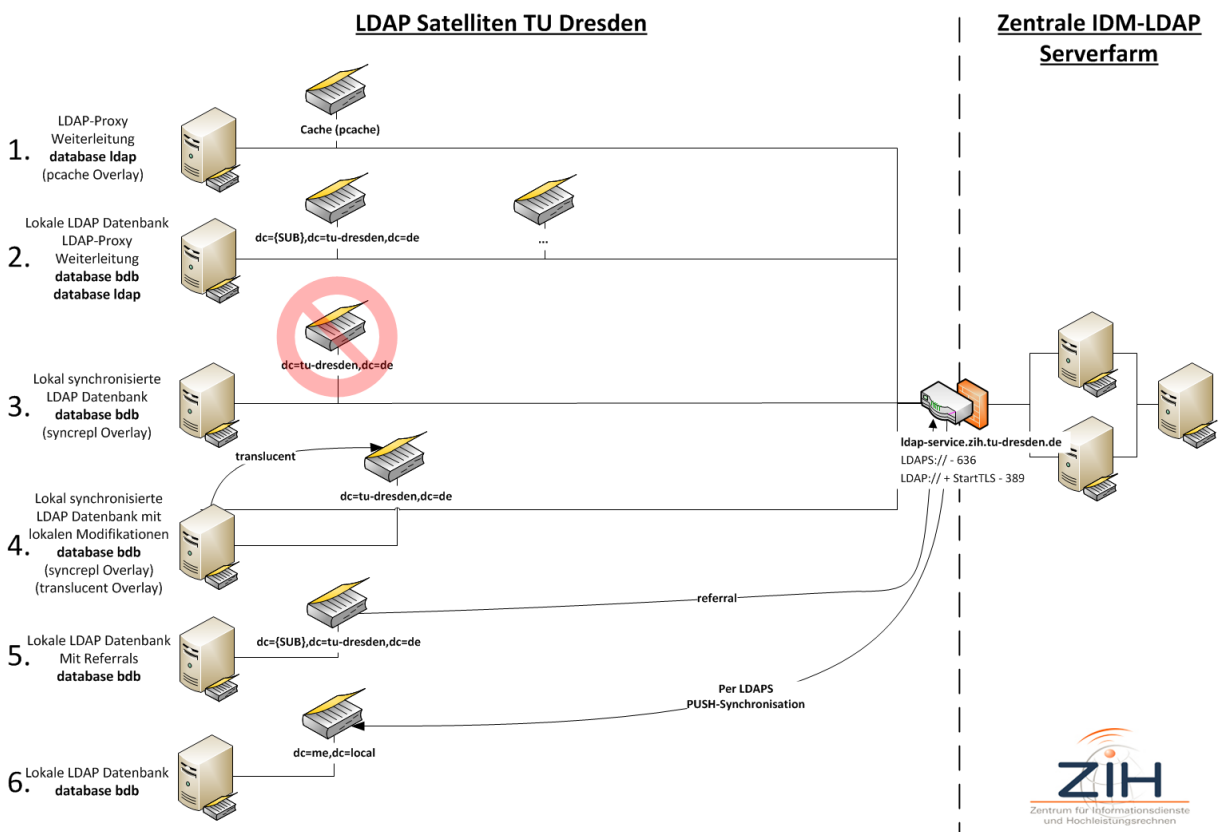 LDAP Satelliten TU Dresden
Zentrale IDM-LDAP
Serverfarm
1.
LDAP-Proxy
Weiterleitung
database ldap
(pcache Overlay)
Cache (pcache)
2.
Lokale LDAP Datenbank
LDAP-Proxy
Weiterleitung
database bdb
database ldap
dc={SUB},dc=tu-dresden,dc=de
...
3.
Lokal synchronisierte
LDAP Datenbank
database bdb
(syncrepl Overlay)
dc=tu-dresden,dc=de
ldap-service.zih.tu-dresden.de
LDAPS:// - 636
LDAP:// + StartTLS - 389
4.
Lokal synchronisierte
LDAP Datenbank mit
lokalen Modifikationen
database bdb
(syncrepl Overlay)
(translucent Overlay)
translucent
dc=tu-dresden,dc=de
5.
Lokale LDAP Datenbank
Mit Referrals
database bdb
dc={SUB},dc=tu-dresden,dc=de
referral
6.
Lokale LDAP Datenbank
database bdb
dc=me,dc=local
Per LDAPS
PUSH-Synchronisation
ZIH
Zentrum für Informationsdienste
und Hochleistungsrechnen